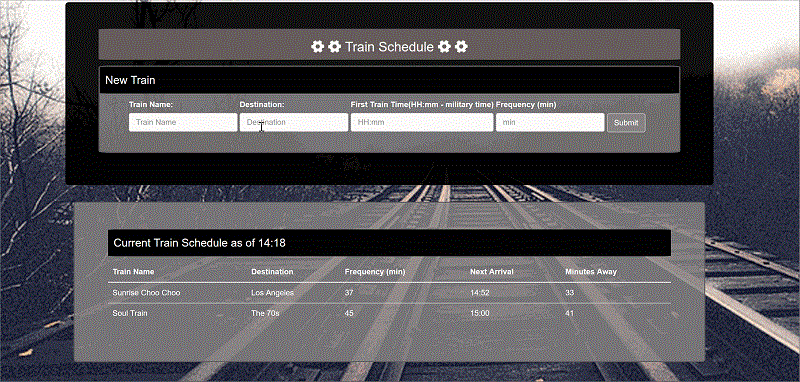 Train Schedule
New Train
Train Name: Destination: First Train Time(HH:mm - military time) Frequency (min)
Train Name Destination HH:mm min Submit
Current Train Schedule as of 14:18
Train Name Destination Frequency (min) Next Arrival Minutes Away
Sunrise Choo Choo Los Angeles 37 14:52 33
Soul Train The 70s 45 15:00 41